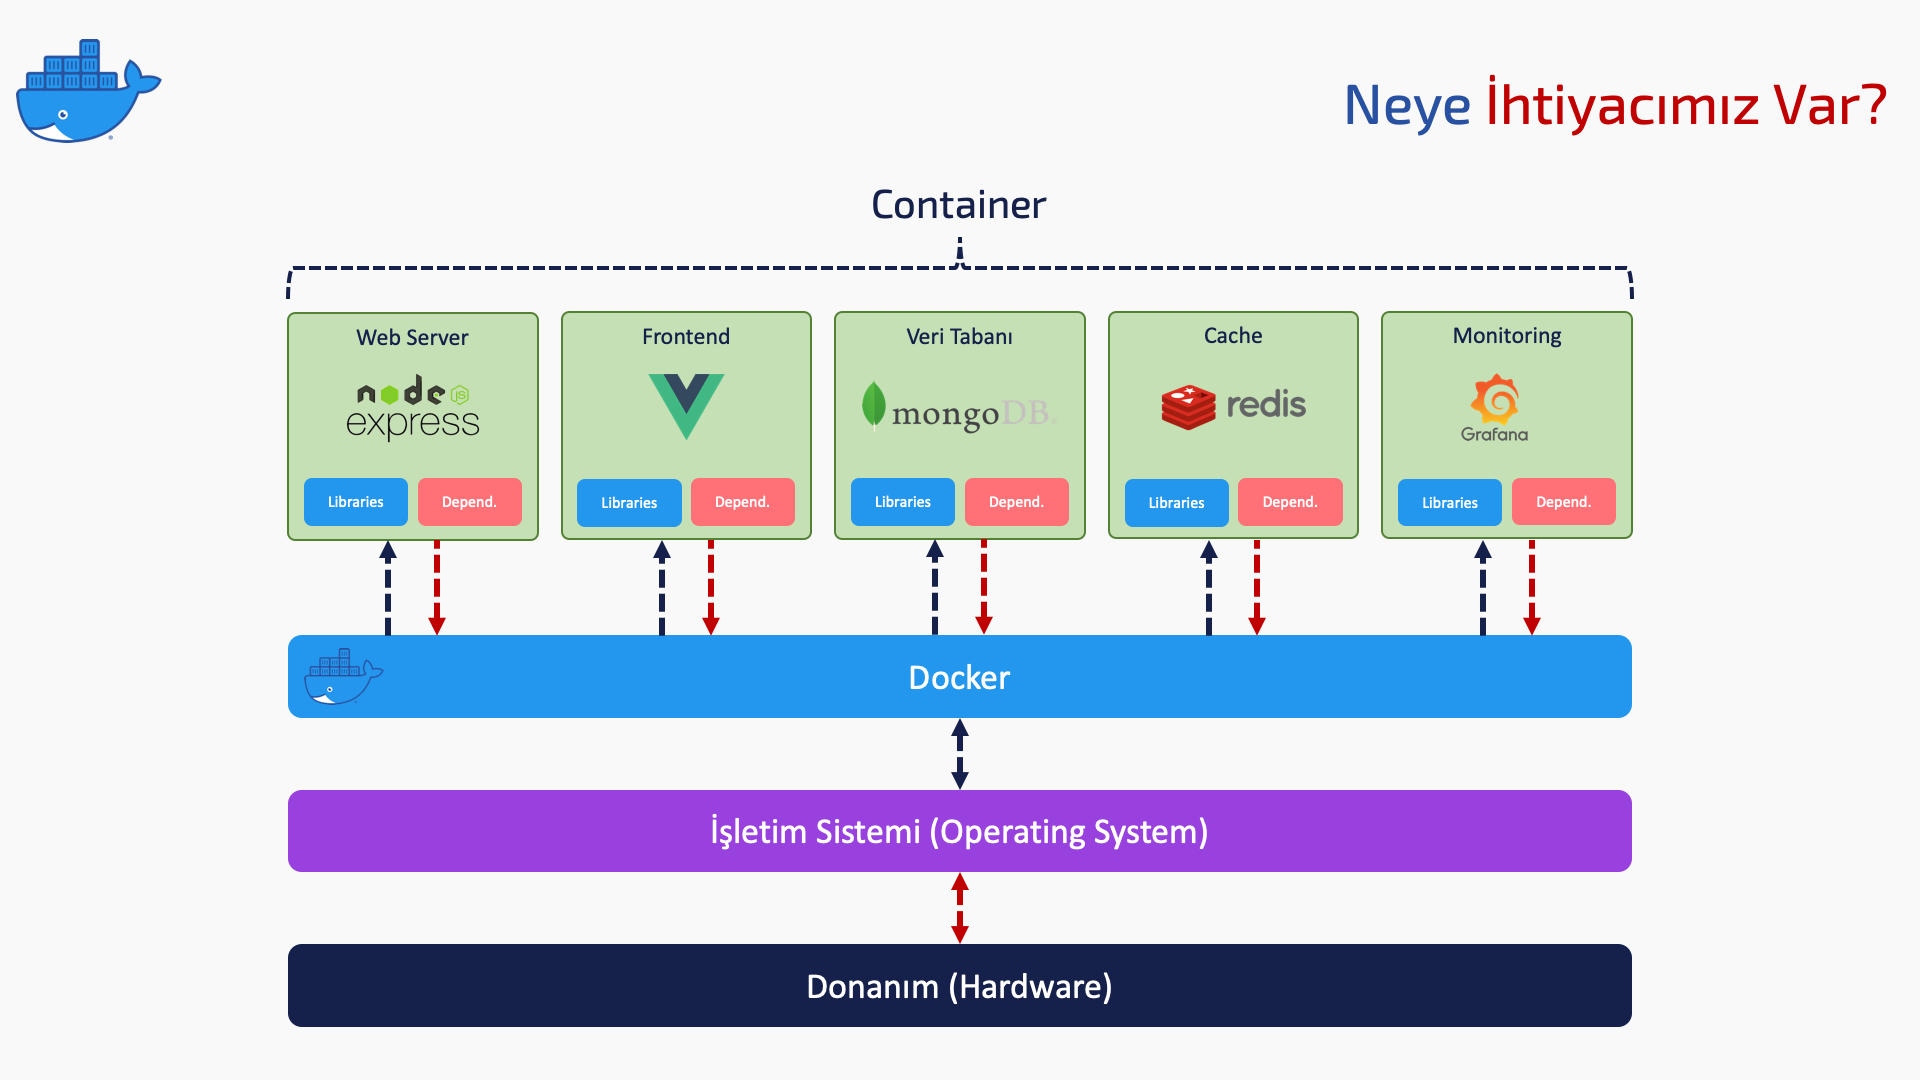 Neye İhtiyacımız Var?
Container
Web Server
node JS
express
Libraries
Depend.
Frontend
Libraries
Depend.
Veri Tabanı
mongoDB.
Libraries
Depend.
Cache
redis
Libraries
Depend.
Monitoring
Grafana
Libraries
Depend.
Docker
İşletim Sistemi (Operating System)
Donanım (Hardware)